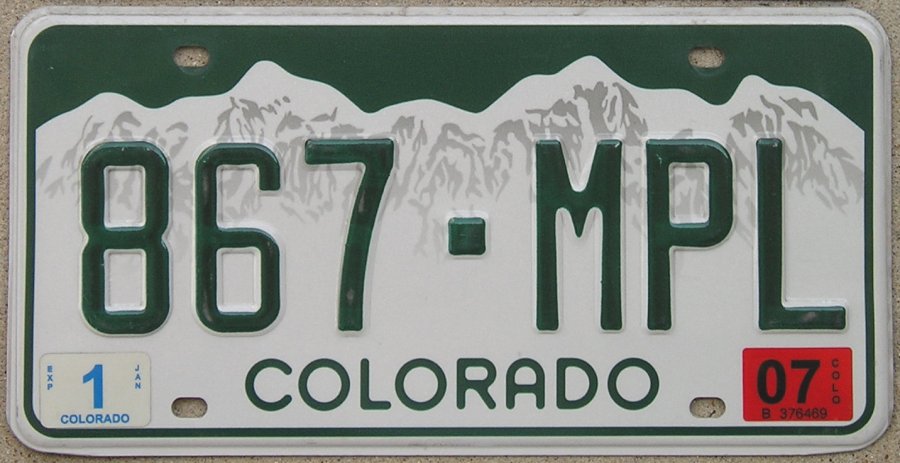 867·MPL
EXP 1 JAN
COLORADO
COLORADO
07 COLO
B 376469